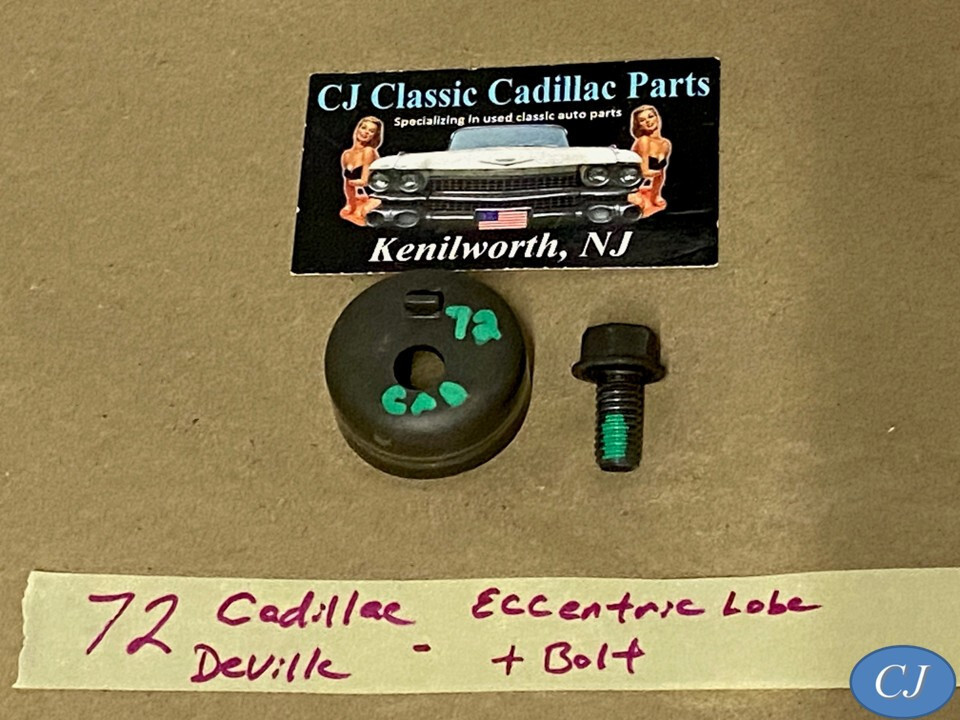 CJ Classic Cadillac Parts
Specializing in used classic auto parts
Kenilworth, NJ
72
CAD
72 Cadillac Eccentric Lobe
Deville - + Bolt
CJ